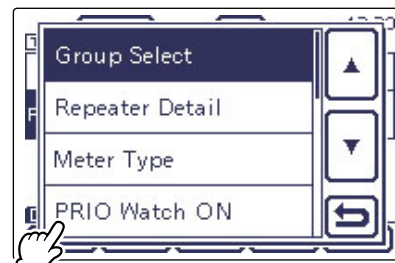 Group Select
Repeater Detail
Meter Type
PRIO Watch ON